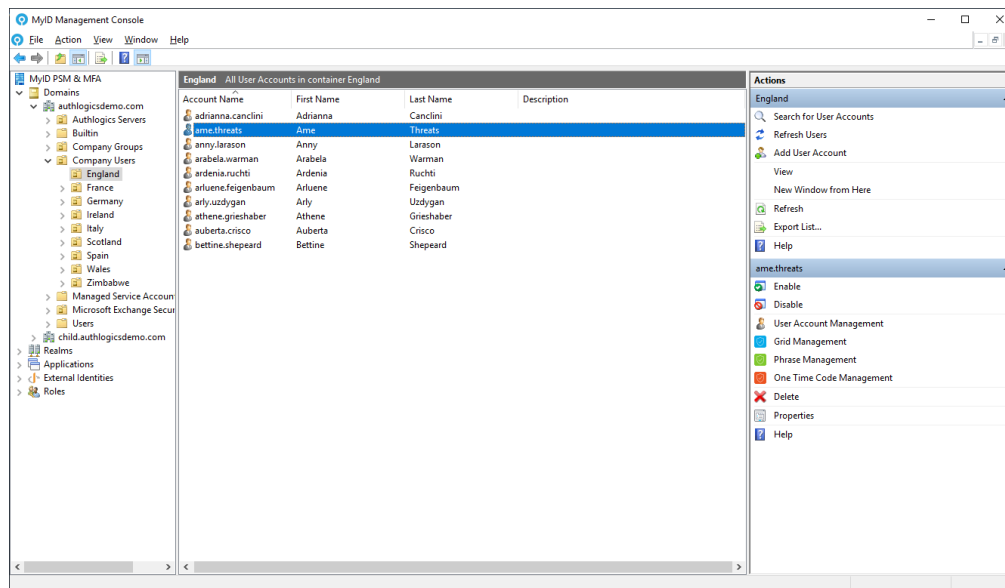 MyID Management Console
File Action View Window Help
MyID PSM & MFA
Domains
authlogicsdemo.com
Authlogics Servers
Builtin
Company Groups
Company Users
England
France
Germany
Ireland
Italy
Scotland
Spain
Wales
Zimbabwe
Managed Service Accoun
Microsoft Exchange Secur
Users
child.authlogicsdemo.com
Realms
Applications
External Identities
Roles
England All User Accounts in container England
Account Name First Name Last Name Description
adrianna.canclini Adrianna Canclini
ame.threats Ame Threats
anny.larason Anny Larason
arabela.warman Arabela Warman
ardenia.ruchti Ardenia Ruchti
arluene.feigenbaum Arluene Feigenbaum
arly.uzdygan Arly Uzdygan
athene.grieshaber Athene Grieshaber
auberta.crisco Auberta Crisco
bettine.shepeard Bettine Shepeard
Actions
England
Search for User Accounts
Refresh Users
Add User Account
View
New Window from Here
Refresh
Export List...
Help
ame.threats
Enable
Disable
User Account Management
Grid Management
Phrase Management
One Time Code Management
Delete
Properties
Help